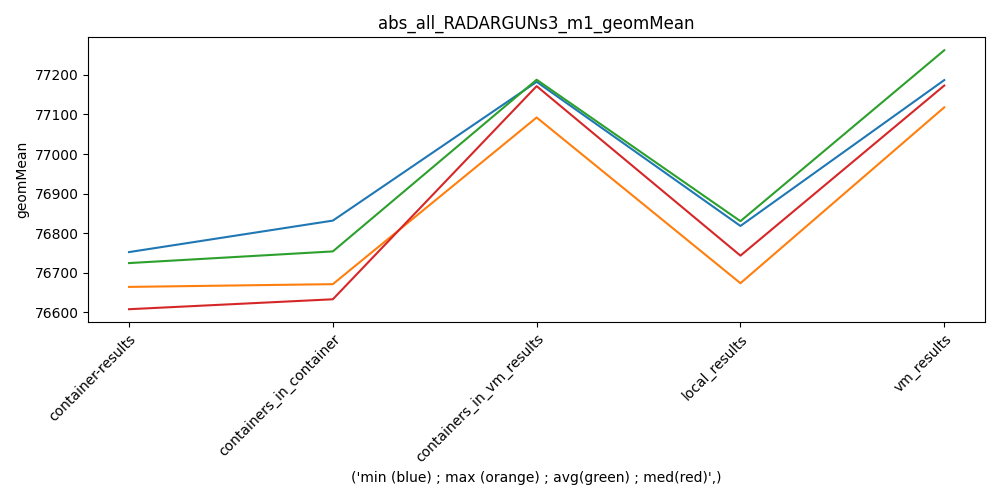 abs_all_RADARGUNs3_m1_geomMean
geomMean
77200
77100
77000
76900
76800
76700
76600
container-results
containers_in_container
containers_in_vm_results
local_results
vm_results
('min (blue) ; max (orange) ; avg(green) ; med(red)',)